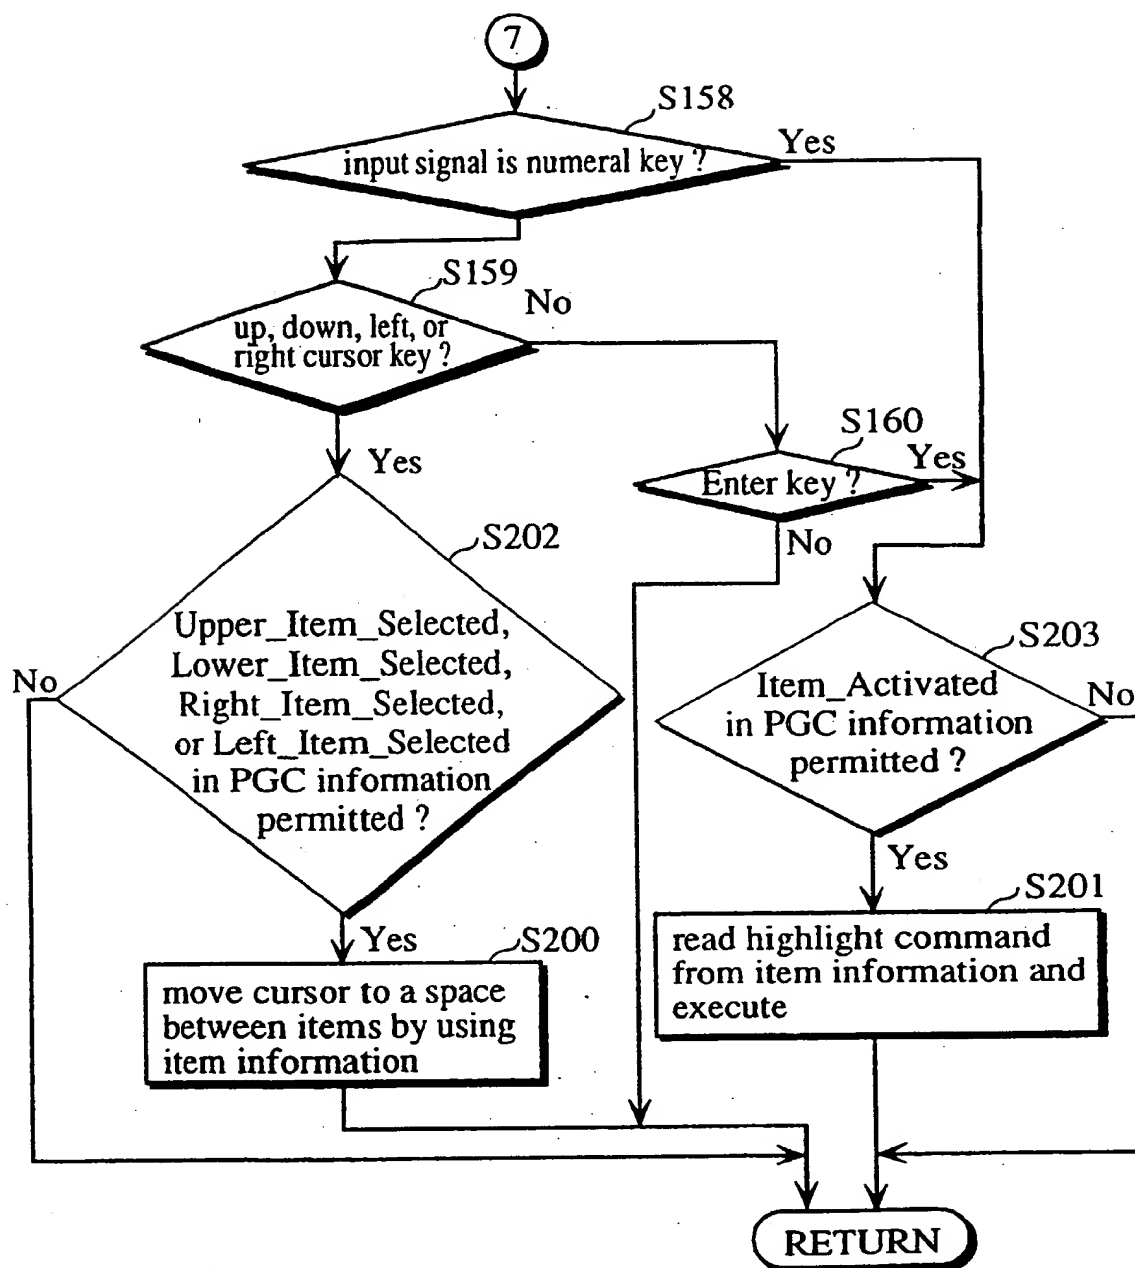 7
S158
Yes
input signal is numeral key ?
S159
No
up, down, left, or
right cursor key ?
S160
Yes
Yes
Enter key ?
No
S202
Upper_Item_Selected,
Lower_Item_Selected,
Right_Item_Selected,
or Left_Item_Selected
in PGC information
permitted ?
No
S203
Item_Activated
in PGC information
permitted ?
No
Yes
Yes
S200
move cursor to a space
between items by using
item information
S201
read highlight command
from item information and
execute
RETURN